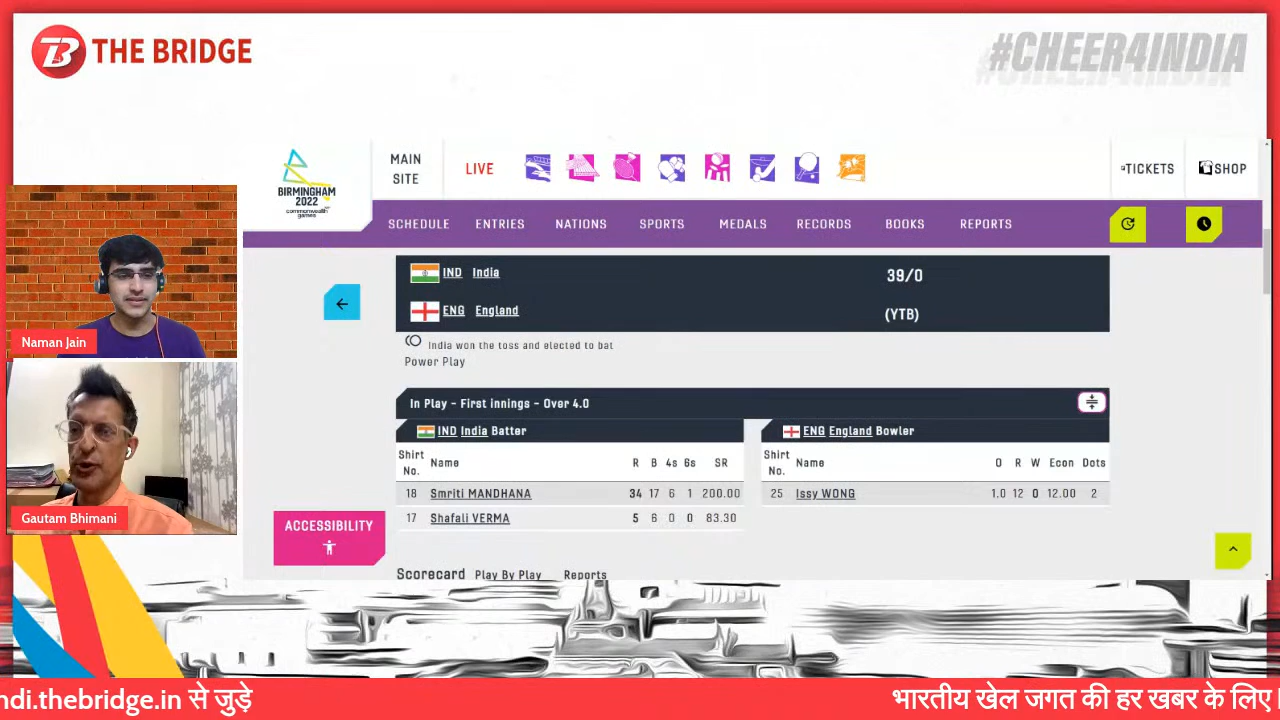 THE BRIDGE
#CHEER4INDIA
BIRMINGHAM
2022
commonwealth
games
MAIN
SITE
LIVE
TICKETS
SHOP
SCHEDULE ENTRIES NATIONS SPORTS MEDALS RECORDS BOOKS REPORTS
IND India 39/0
ENG England (YTB)
India won the toss and elected to bat
Power Play
In Play - First innings - Over 4.0
IND India Batter
Shirt No. Name R B 4s 6s SR
18 Smriti MANDHANA 34 17 6 1 200.00
17 Shafali VERMA 5 6 0 0 83.30
ENG England Bowler
Shirt No. Name O R W Econ Dots
25 Issy WONG 1.0 12 0 12.00 2
Scorecard Play By Play Reports
ACCESSIBILITY
Naman Jain
Gautam Bhimani
ndi.thebridge.in से जुड़े
भारतीय खेल जगत की हर खबर के लिए